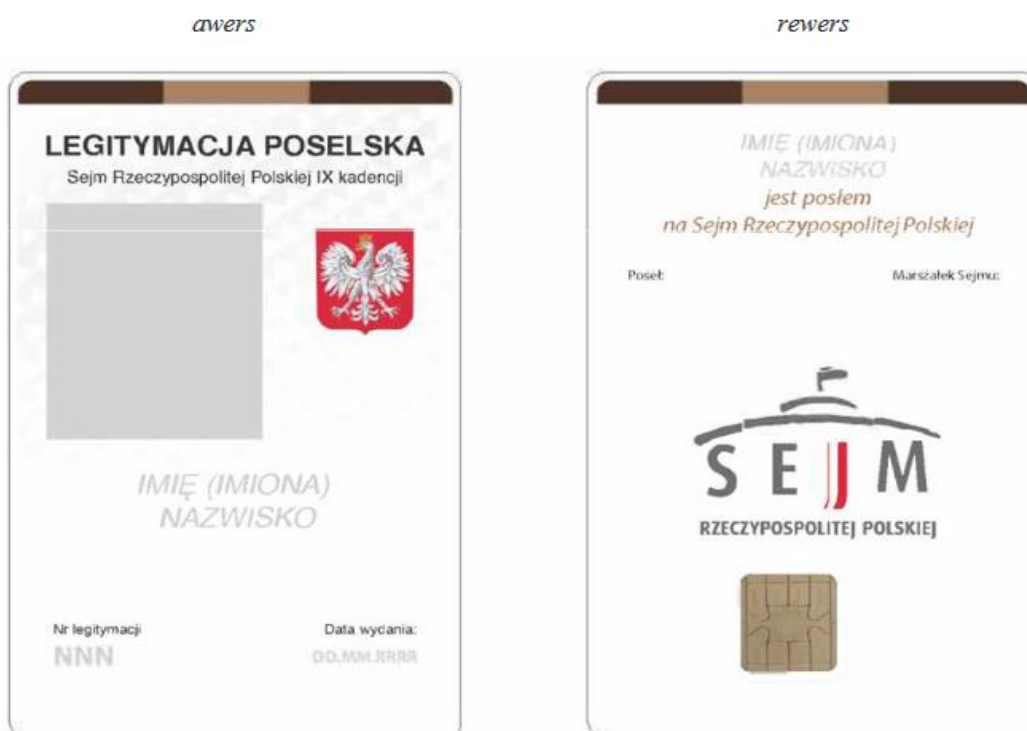 awers
LEGITYMACJA POSELSKA
Sejm Rzeczypospolitej Polskiej IX kadencji
IMIĘ (IMIONA)
NAZWISKO
Nr legitymacji
NNN
Data wydania:
DD.MM.RRRR
rewers
IMIĘ (IMIONA)
NAZWISKO
jest posłem
na Sejm Rzeczypospolitej Polskiej
Poseł:
Marszałek Sejmu:
SEJM
RZECZYPOSPOLITEJ POLSKIEJ